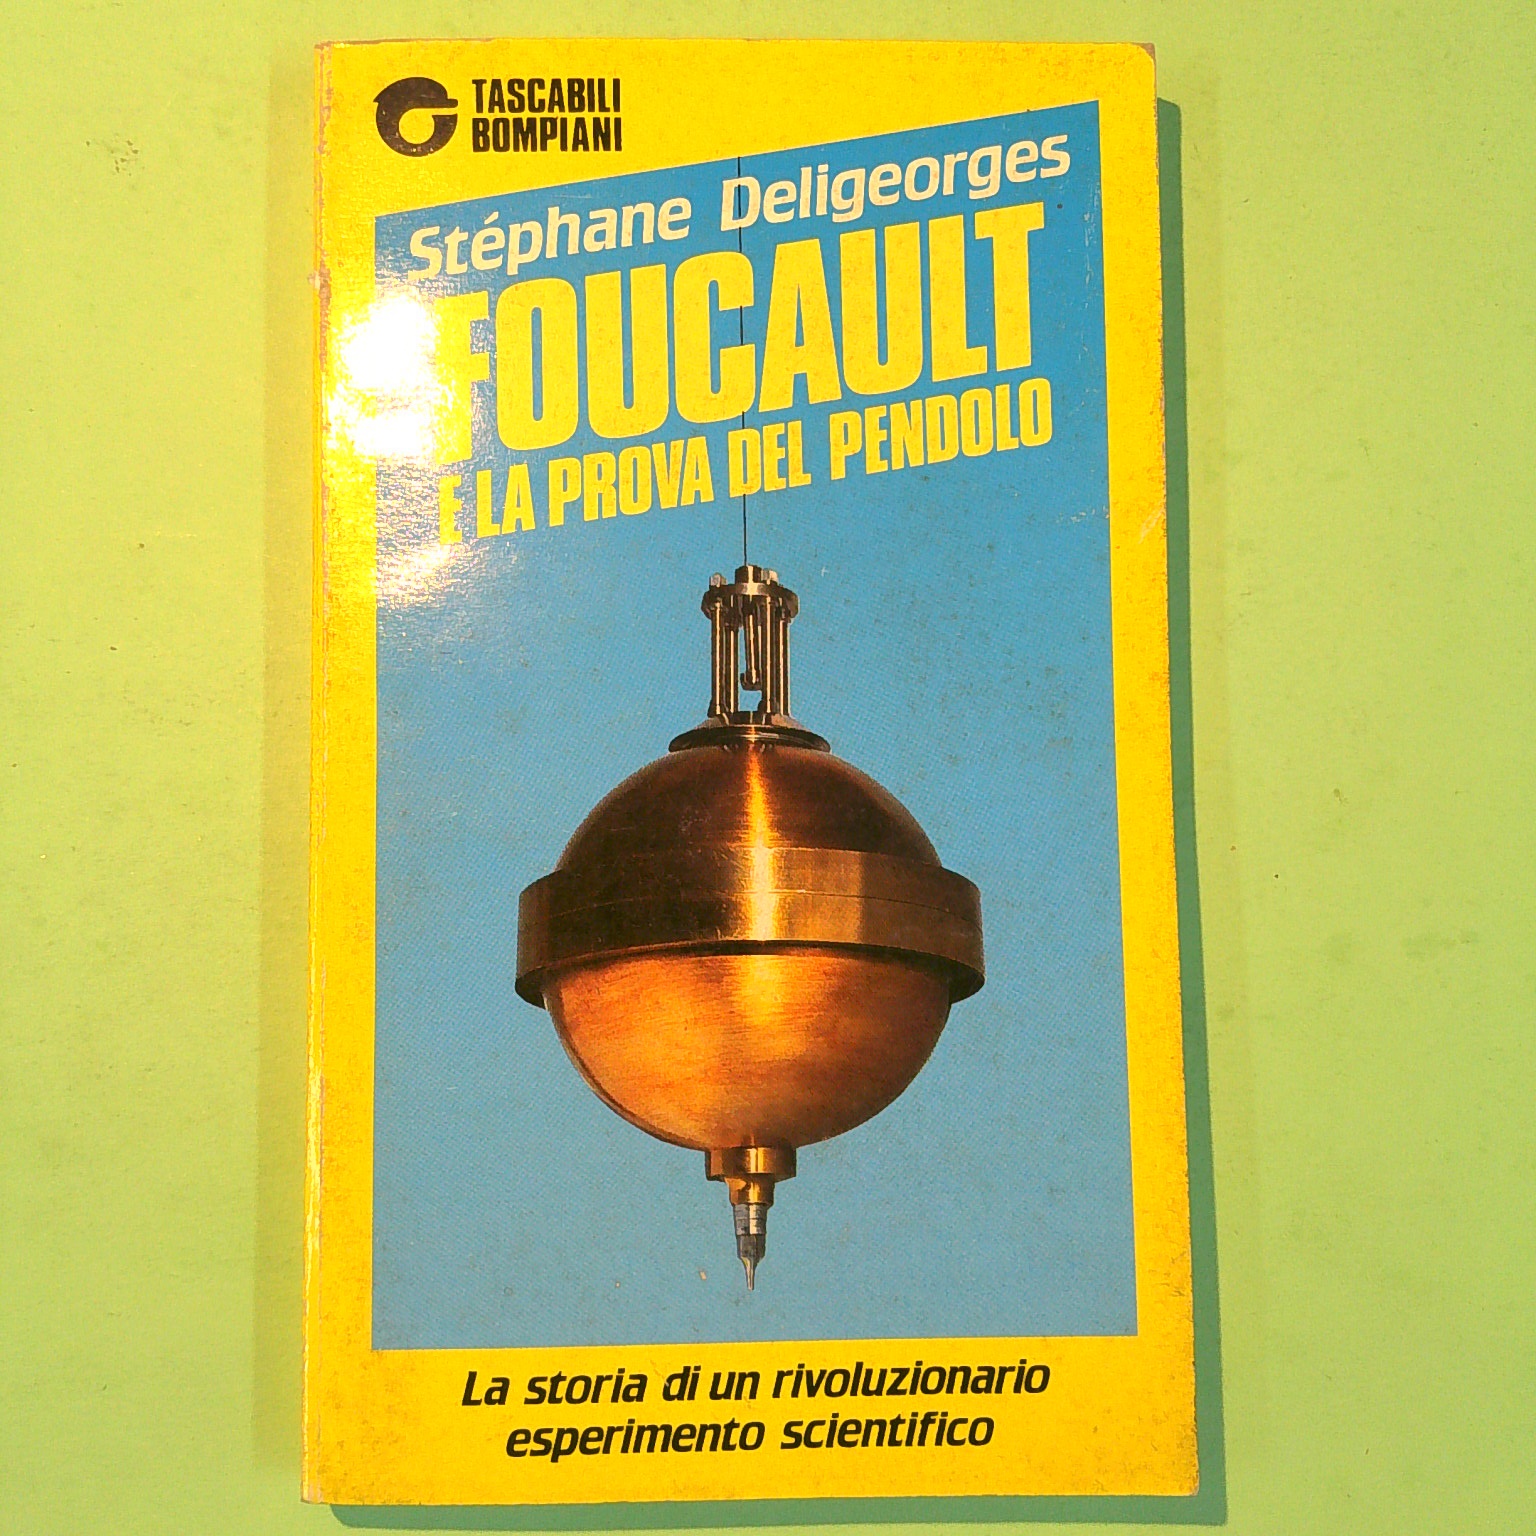 TASCABILI
BOMPIANI
Stéphane Deligeorges
FOUCAULT
E LA PROVA DEL PENDOLO
La storia di un rivoluzionario
esperimento scientifico